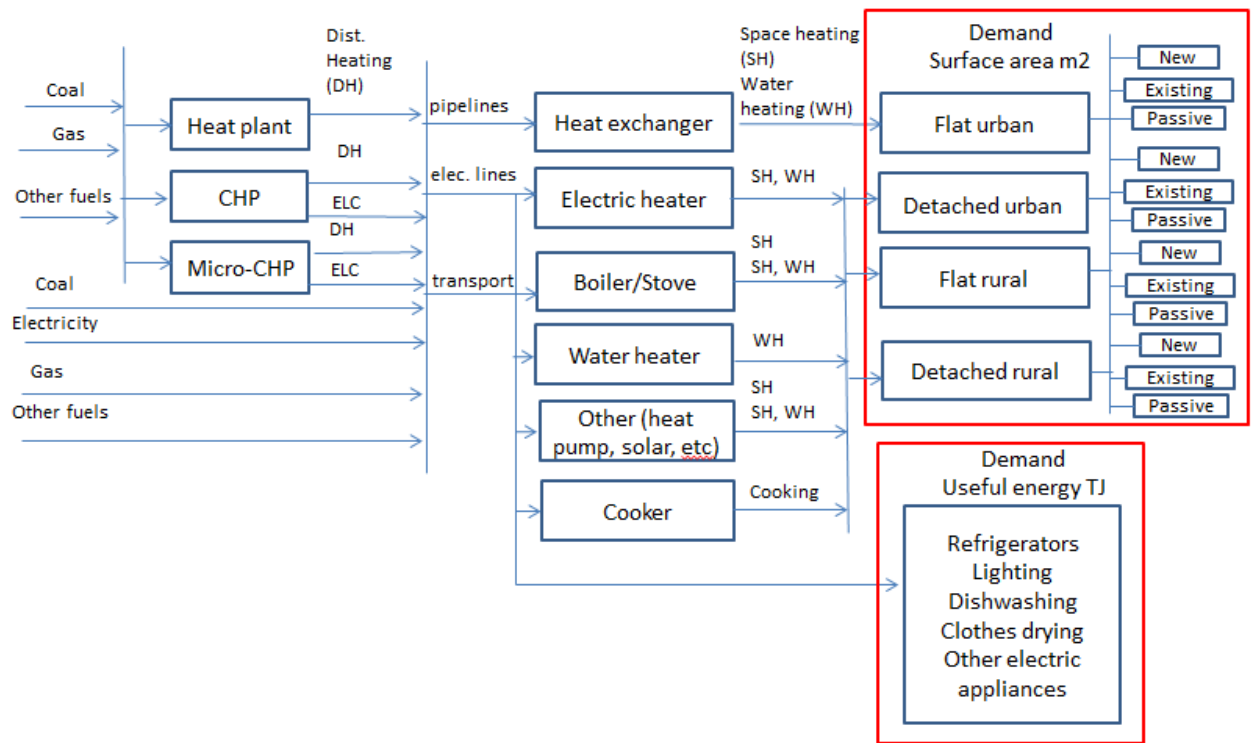 Coal
Gas
Other fuels
Coal
Electricity
Gas
Other fuels
Heat plant
CHP
Micro-CHP
Dist.
Heating
(DH)
DH
ELC
DH
ELC
pipelines
elec. lines
transport
Heat exchanger
Electric heater
Boiler/Stove
Water heater
Other (heat
pump, solar, etc)
Cooker
Space heating
(SH)
Water
heating (WH)
SH, WH
SH
SH, WH
WH
SH
SH, WH
Cooking
Demand
Surface area m2
Flat urban
Detached urban
Flat rural
Detached rural
New
Existing
Passive
New
Existing
Passive
New
Existing
Passive
New
Existing
Passive
Demand
Useful energy TJ
Refrigerators
Lighting
Dishwashing
Clothes drying
Other electric
appliances